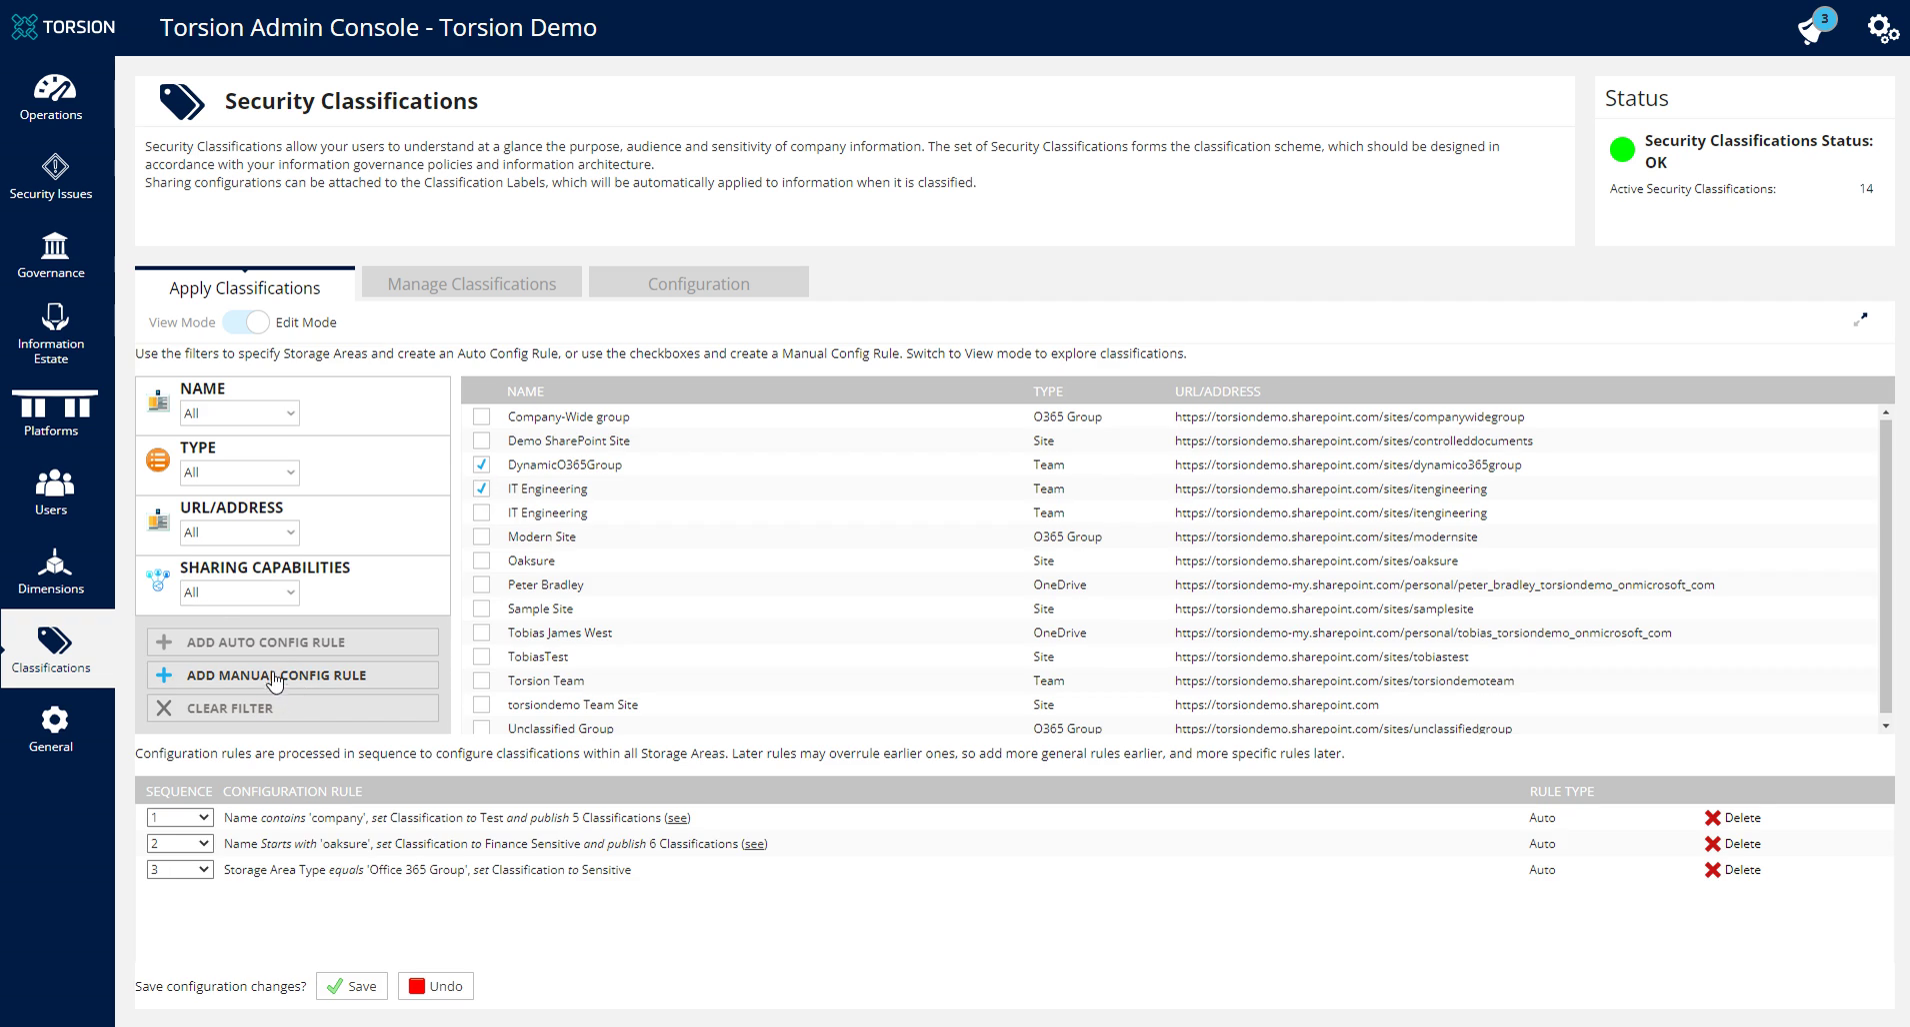 TORSION
Torsion Admin Console - Torsion Demo
3
Operations
Security Issues
Governance
Information
Estate
Platforms
Users
Dimensions
Classifications
General
Security Classifications
Security Classifications allow your users to understand at a glance the purpose, audience and sensitivity of company information. The set of Security Classifications forms the classification scheme, which should be designed in
accordance with your information governance policies and information architecture.
Sharing configurations can be attached to the Classification Labels, which will be automatically applied to information when it is classified.
Status
Security Classifications Status:
OK
Active Security Classifications: 14
Apply Classifications Manage Classifications Configuration
View Mode Edit Mode
Use the filters to specify Storage Areas and create an Auto Config Rule, or use the checkboxes and create a Manual Config Rule. Switch to View mode to explore classifications.
NAME
All
TYPE
All
URL/ADDRESS
All
SHARING CAPABILITIES
All
ADD AUTO CONFIG RULE
ADD MANUAL CONFIG RULE
CLEAR FILTER
NAME TYPE URL/ADDRESS
Company-Wide group O365 Group https://torsiondemo.sharepoint.com/sites/companywidegroup
Demo SharePoint Site Site https://torsiondemo.sharepoint.com/sites/controlleddocuments
DynamicO365Group Team https://torsiondemo.sharepoint.com/sites/dynamico365group
IT Engineering Team https://torsiondemo.sharepoint.com/sites/itengineering
IT Engineering Team https://torsiondemo.sharepoint.com/sites/itengineering
Modern Site O365 Group https://torsiondemo.sharepoint.com/sites/modernsite
Oaksure Site https://torsiondemo.sharepoint.com/sites/oaksure
Peter Bradley OneDrive https://torsiondemo-my.sharepoint.com/personal/peter_bradley_torsiondemo_onmicrosoft_com
Sample Site Site https://torsiondemo.sharepoint.com/sites/samplesite
Tobias James West OneDrive https://torsiondemo-my.sharepoint.com/personal/tobias_torsiondemo_onmicrosoft_com
TobiasTest Site https://torsiondemo.sharepoint.com/sites/tobiastest
Torsion Team Team https://torsiondemo.sharepoint.com/sites/torsiondemoteam
torsiondemo Team Site Site https://torsiondemo.sharepoint.com
Unclassified Group O365 Group https://torsiondemo.sharepoint.com/sites/unclassifiedgroup
Configuration rules are processed in sequence to configure classifications within all Storage Areas. Later rules may overrule earlier ones, so add more general rules earlier, and more specific rules later.
SEQUENCE CONFIGURATION RULE RULE TYPE
1 Name contains 'company', set Classification to Test and publish 5 Classifications (see) Auto Delete
2 Name Starts with 'oaksure', set Classification to Finance Sensitive and publish 6 Classifications (see) Auto Delete
3 Storage Area Type equals 'Office 365 Group', set Classification to Sensitive Auto Delete
Save configuration changes? Save Undo